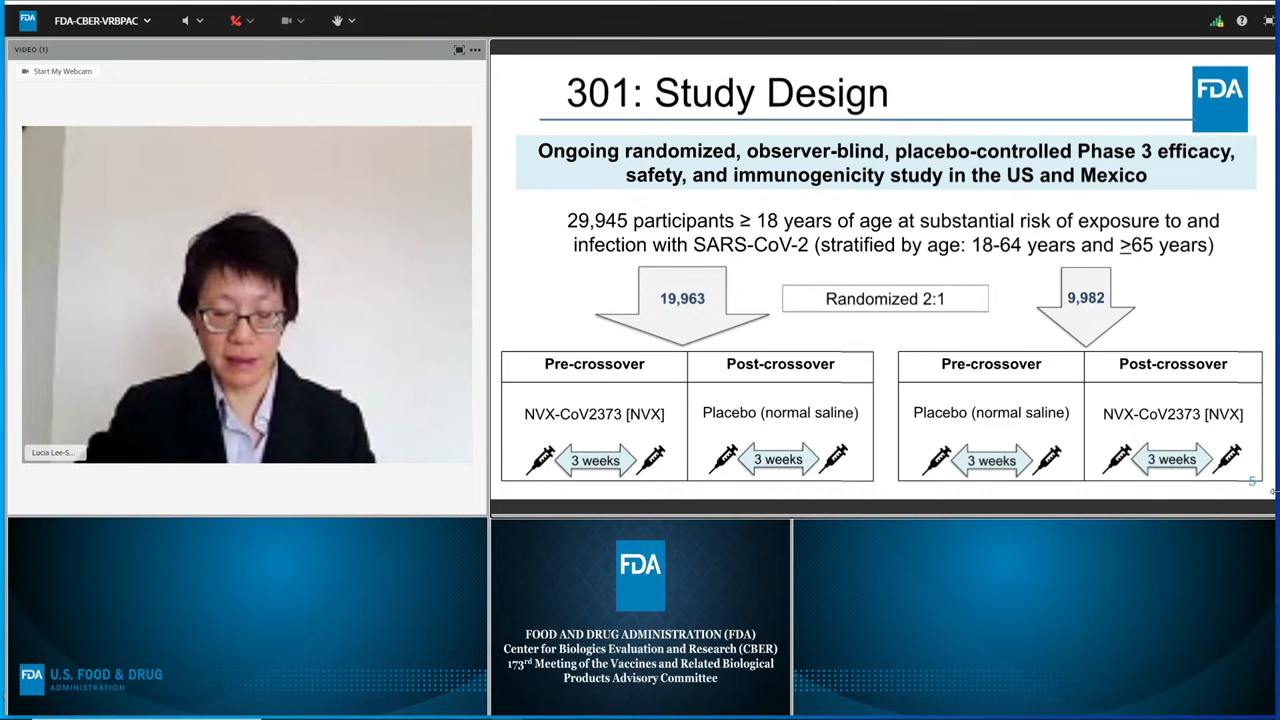 FDA
FDA-CBER-VRBPAC
VIDEO (1)
Start My Webcam
Lucia Lee-S...
301: Study Design
FDA
Ongoing randomized, observer-blind, placebo-controlled Phase 3 efficacy,
safety, and immunogenicity study in the US and Mexico
29,945 participants ≥ 18 years of age at substantial risk of exposure to and
infection with SARS-CoV-2 (stratified by age: 18-64 years and ≥65 years)
19,963
Randomized 2:1
9,982
Pre-crossover
Post-crossover
Pre-crossover
Post-crossover
NVX-CoV2373 [NVX]
Placebo (normal saline)
Placebo (normal saline)
NVX-CoV2373 [NVX]
3 weeks
3 weeks
3 weeks
3 weeks
5
FDA
FOOD AND DRUG ADMINISTRATION (FDA)
Center for Biologics Evaluation and Research (CBER)
173rd Meeting of the Vaccines and Related Biological
Products Advisory Committee
FDA U.S. FOOD & DRUG
ADMINISTRATION